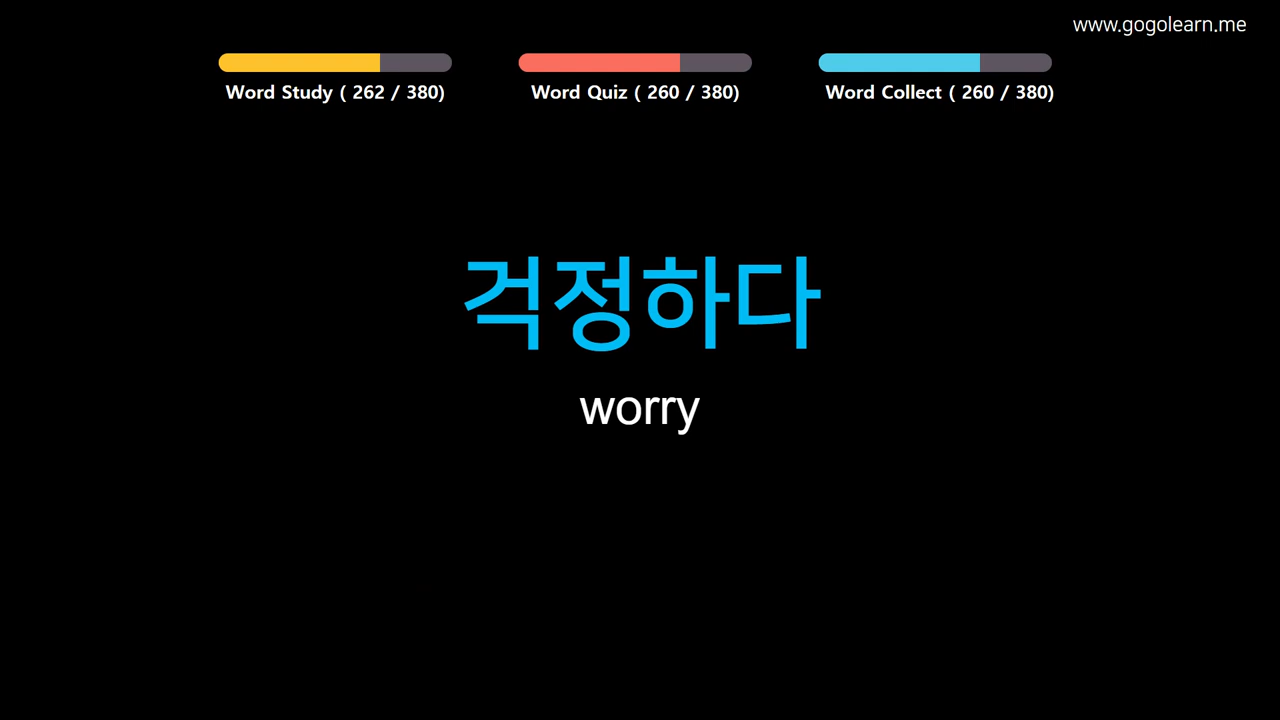 www.gogolearn.me
Word Study ( 262 / 380)
Word Quiz ( 260 / 380)
Word Collect ( 260 / 380)
걱정하다
worry